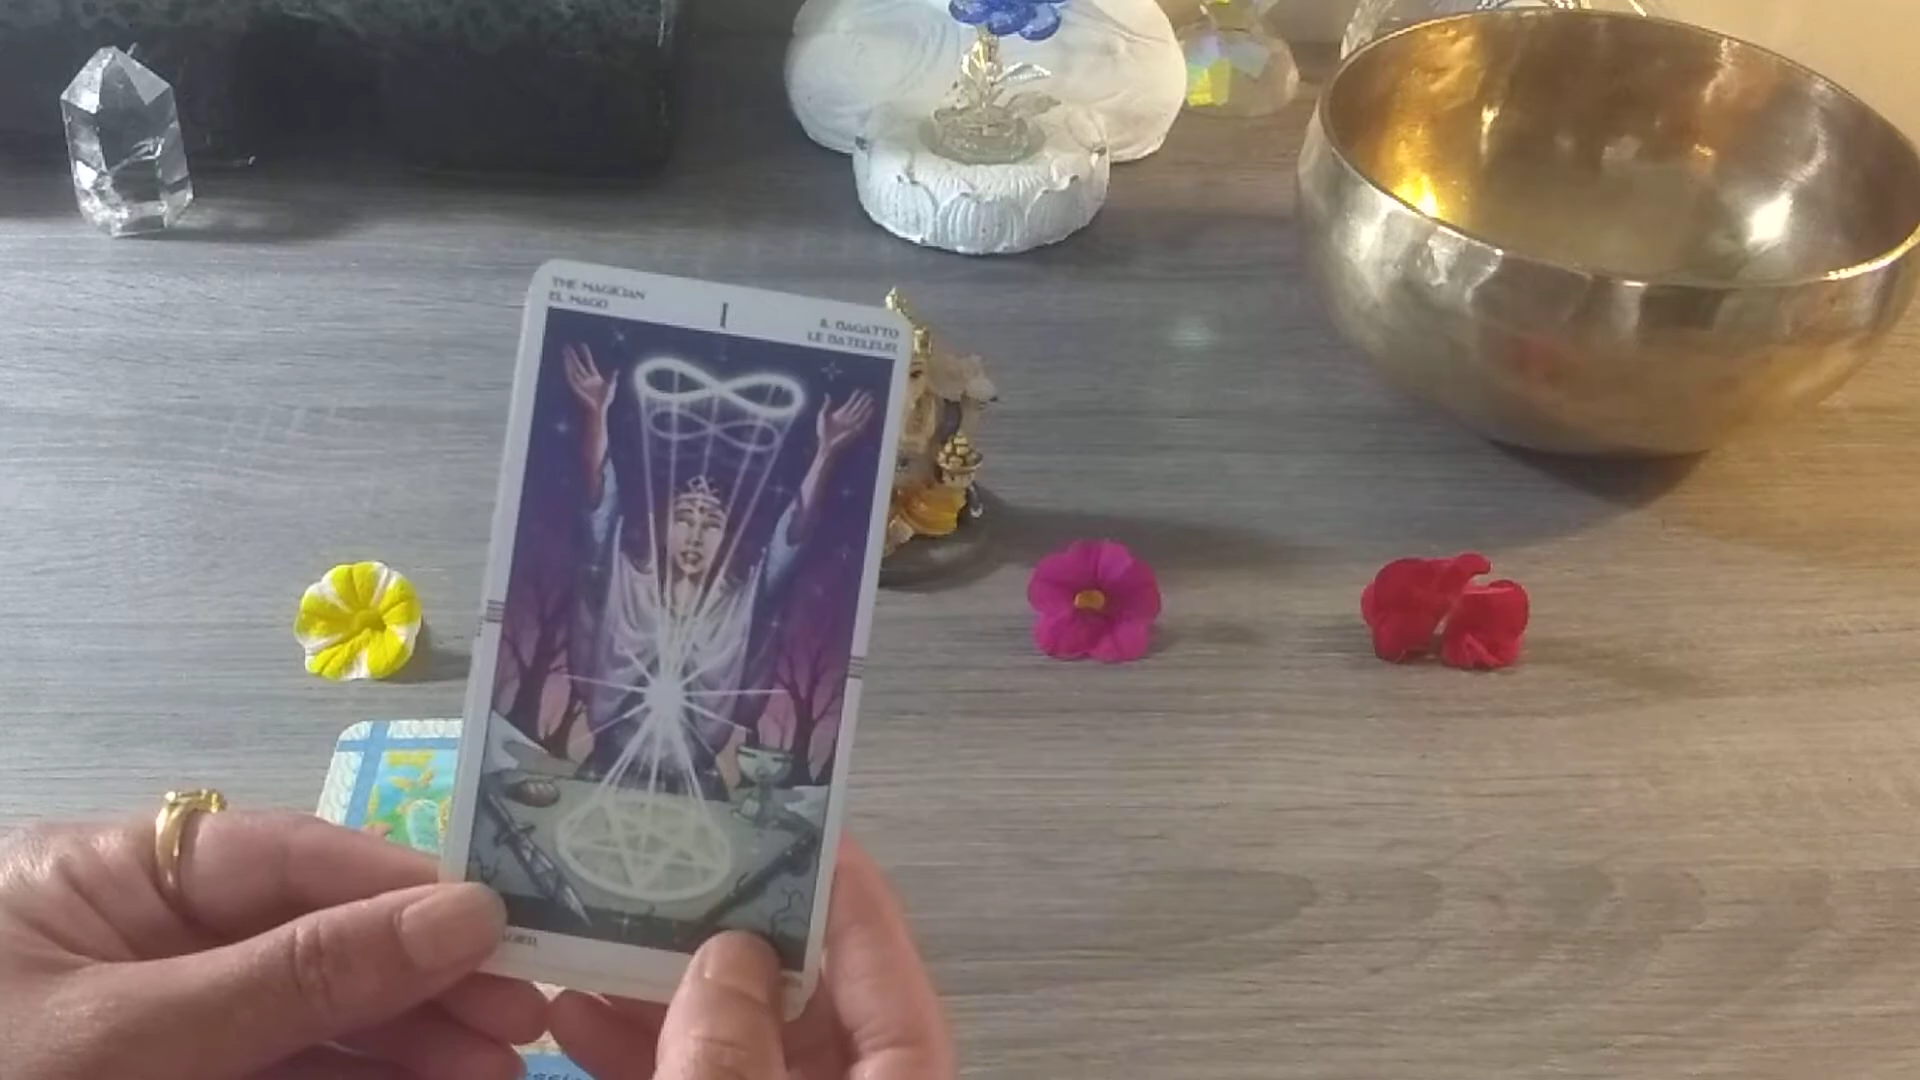 THE MAGICIAN
EL MAGO
I
IL BAGATTO
LE BATELEUR